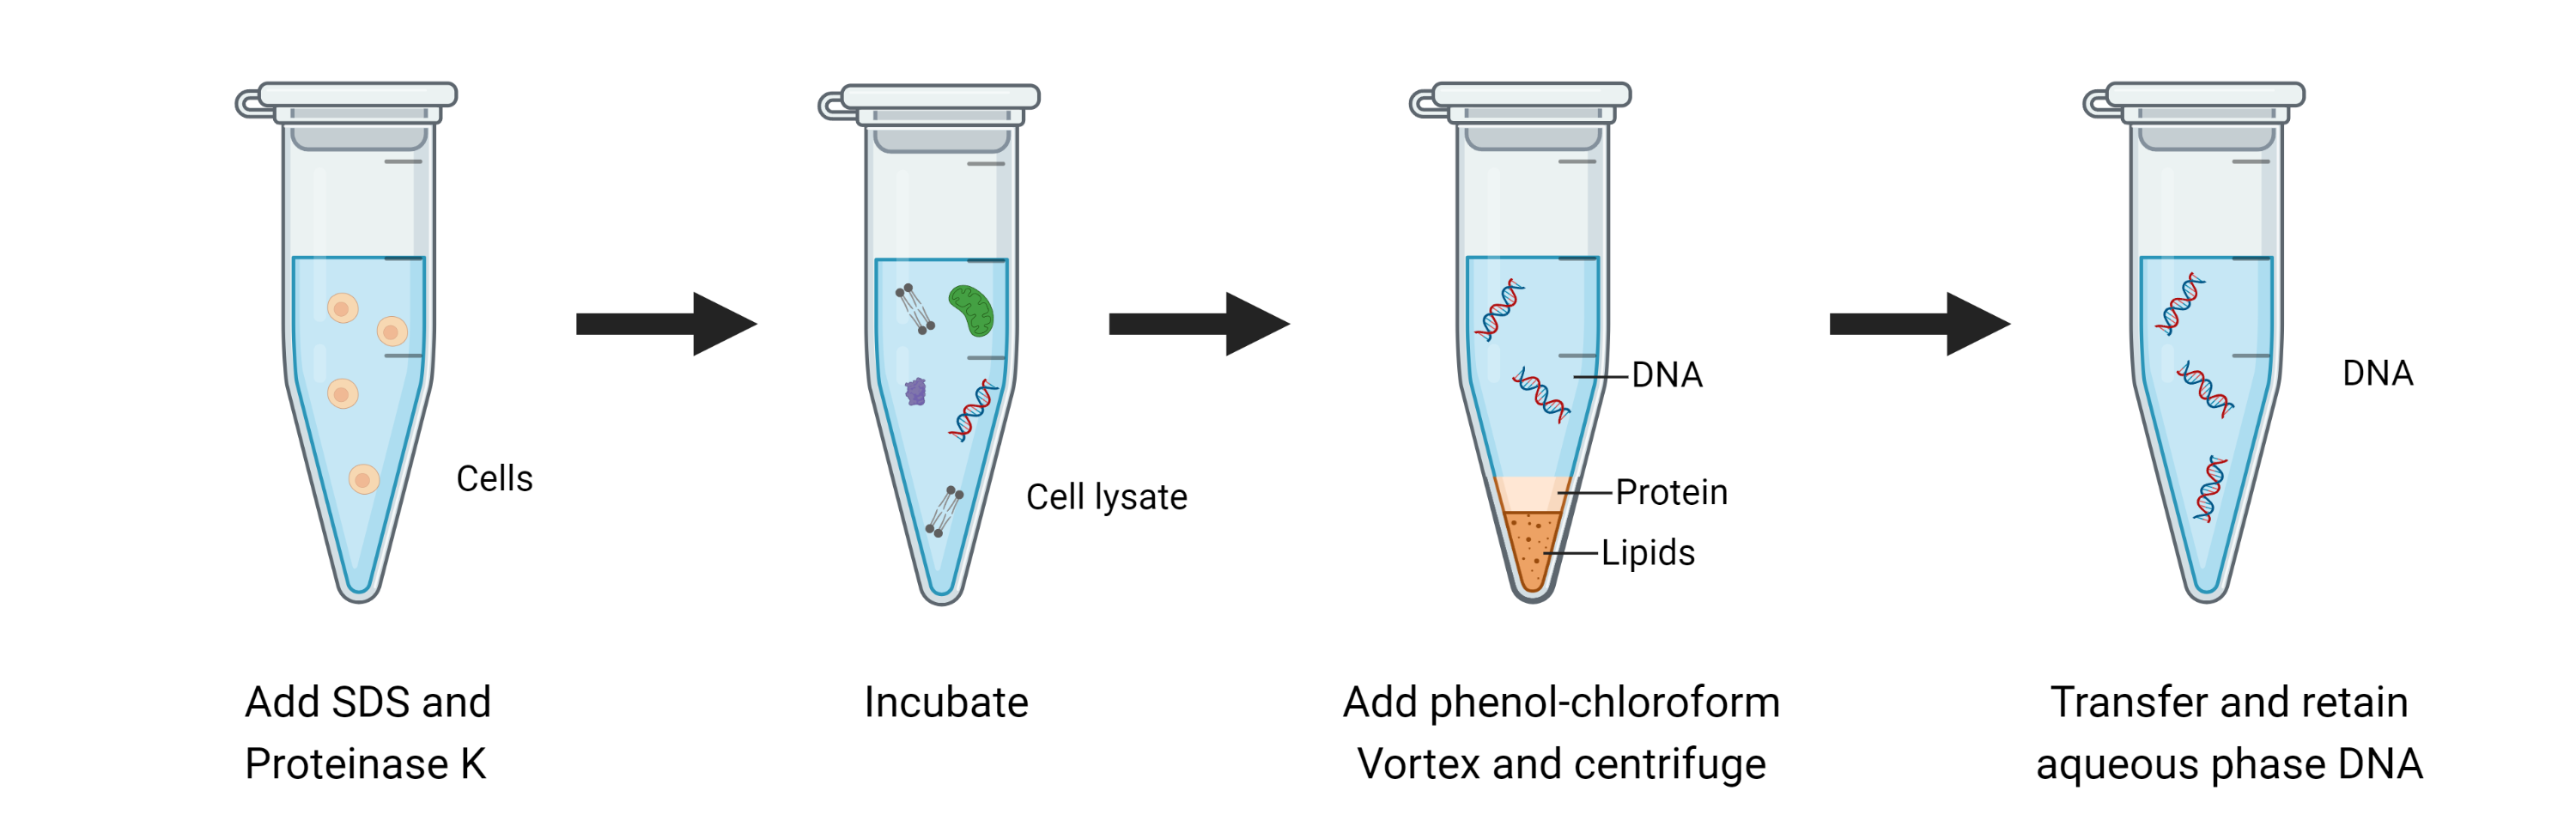 Cells
Cell lysate
DNA
Protein
Lipids
DNA
Add SDS and
Proteinase K
Incubate
Add phenol-chloroform
Vortex and centrifuge
Transfer and retain
aqueous phase DNA